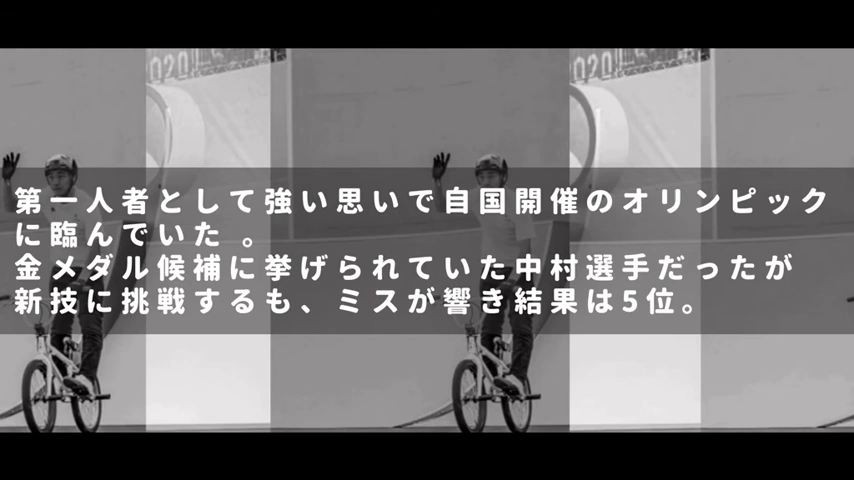 020!
020!
第一人者として強い思いで自国開催のオリンピック
に臨んでいた 。
金メダル候補に挙げられていた中村選手だったが
新技に挑戦するも、ミスが響き結果は5位。